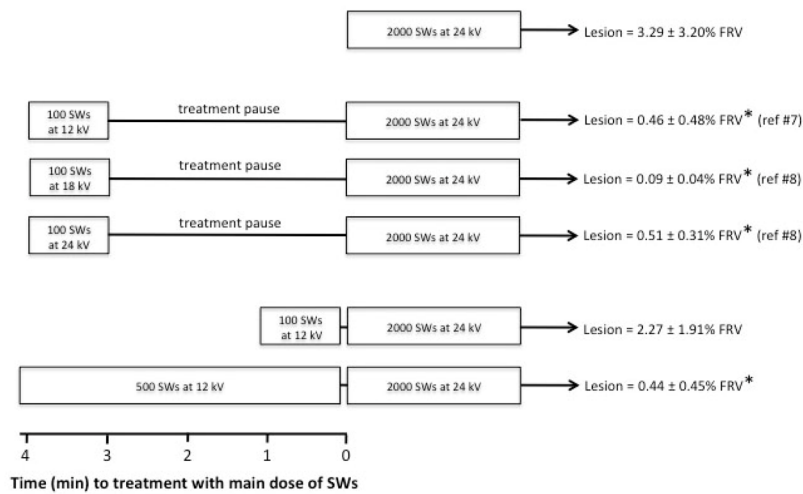 2000 SWs at 24 kV
Lesion = 3.29 ± 3.20% FRV
100 SWs
at 12 kV
treatment pause
2000 SWs at 24 kV
Lesion = 0.46 ± 0.48% FRV* (ref #7)
100 SWs
at 18 kV
treatment pause
2000 SWs at 24 kV
Lesion = 0.09 ± 0.04% FRV* (ref #8)
100 SWs
at 24 kV
treatment pause
2000 SWs at 24 kV
Lesion = 0.51 ± 0.31% FRV* (ref #8)
100 SWs
at 12 kV
2000 SWs at 24 kV
Lesion = 2.27 ± 1.91% FRV
500 SWs at 12 kV
2000 SWs at 24 kV
Lesion = 0.44 ± 0.45% FRV*
4 3 2 1 0
Time (min) to treatment with main dose of SWs